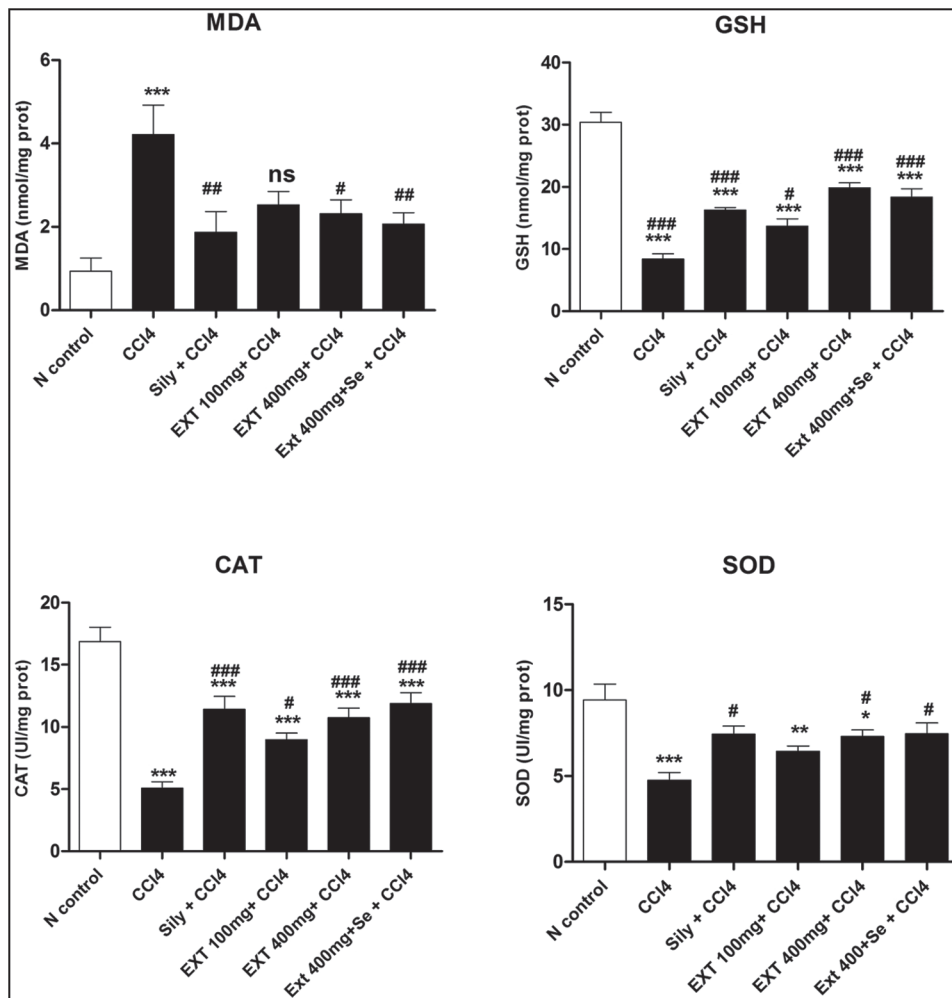 MDA
MDA (nmol/mg prot)
6
4
2
0
***
##
ns
#
##
N control
CCl4
Sily + CCl4
EXT 100mg+ CCl4
EXT 400mg+ CCl4
Ext 400mg+Se + CCl4
GSH
GSH (nmol/mg prot)
40
30
20
10
0
###
***
###
***
#
***
###
***
###
***
N control
CCl4
Sily + CCl4
EXT 100mg+ CCl4
EXT 400mg+ CCl4
Ext 400mg+Se + CCl4
CAT
CAT (UI/mg prot)
20
15
10
5
0
***
###
***
#
***
###
***
###
***
N control
CCl4
Sily + CCl4
EXT 100mg+ CCl4
EXT 400mg+ CCl4
Ext 400mg+Se + CCl4
SOD
SOD (UI/mg prot)
15
10
5
0
***
#
**
#
*
#
N control
CCl4
Sily + CCl4
EXT 100mg+ CCl4
EXT 400mg+ CCl4
Ext 400+Se + CCl4